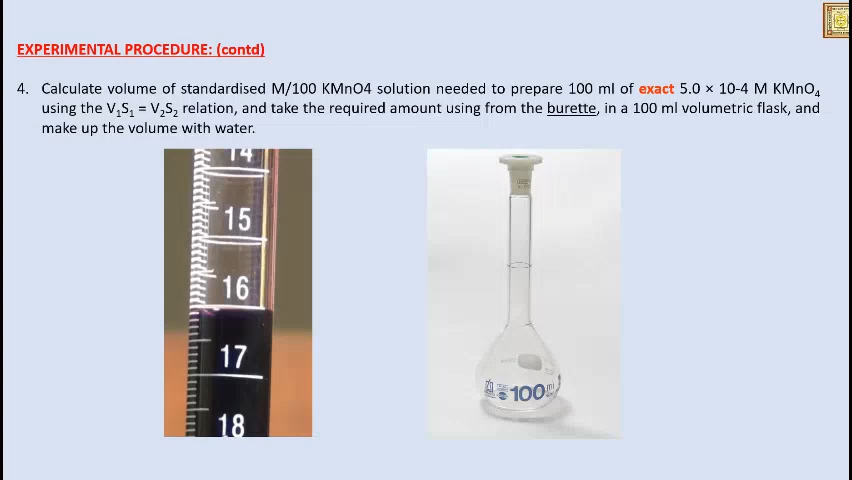 EXPERIMENTAL PROCEDURE: (contd)
4. Calculate volume of standardised M/100 KMnO4 solution needed to prepare 100 ml of exact 5.0 × 10-4 M KMnO₄
using the V₁S₁ = V₂S₂ relation, and take the required amount using from the burette, in a 100 ml volumetric flask, and
make up the volume with water.
14
15
16
17
18
100 ml